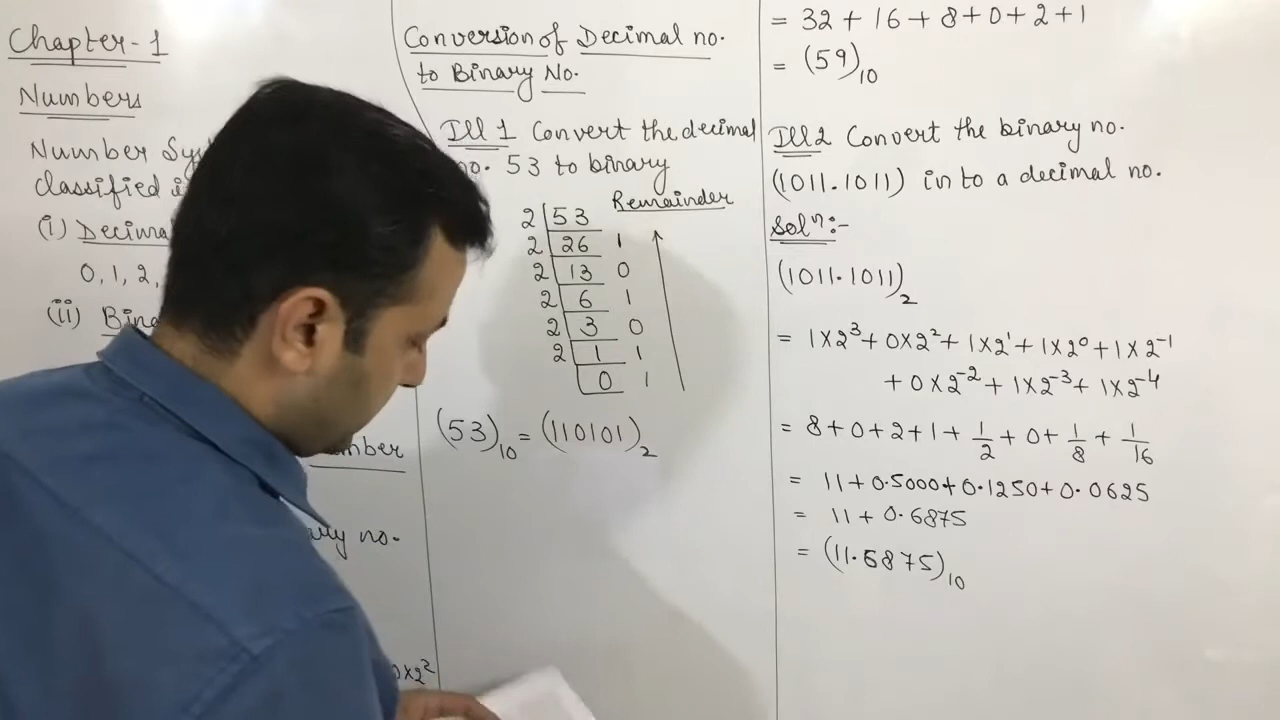 Chapter-1
Numbers
Number
classified
(i) Decimal
0, 1, 2,
(ii)
ary no.
0×2²
Conversion of Decimal no.
to Binary No.
Ill 1 Convert the decimal
no. 53 to binary
Remainder
2 | 53
2 | 26 1
2 | 13 0
2 | 6 1
2 | 3 0
2 | 1 1
0 1
(53)₁₀ = (110101)₂
= 32 + 16 + 8 + 0 + 2 + 1
= (59)₁₀
Ill 2 Convert the binary no.
(1011.1011) in to a decimal no.
Solⁿ:-
(1011.1011)₂
= 1×2³ + 0×2² + 1×2¹ + 1×2⁰ + 1×2⁻¹
+ 0×2⁻² + 1×2⁻³ + 1×2⁻⁴
= 8 + 0 + 2 + 1 + 1/2 + 0 + 1/8 + 1/16
= 11 + 0.5000 + 0.1250 + 0.0625
= 11 + 0.6875
= (11.6875)₁₀